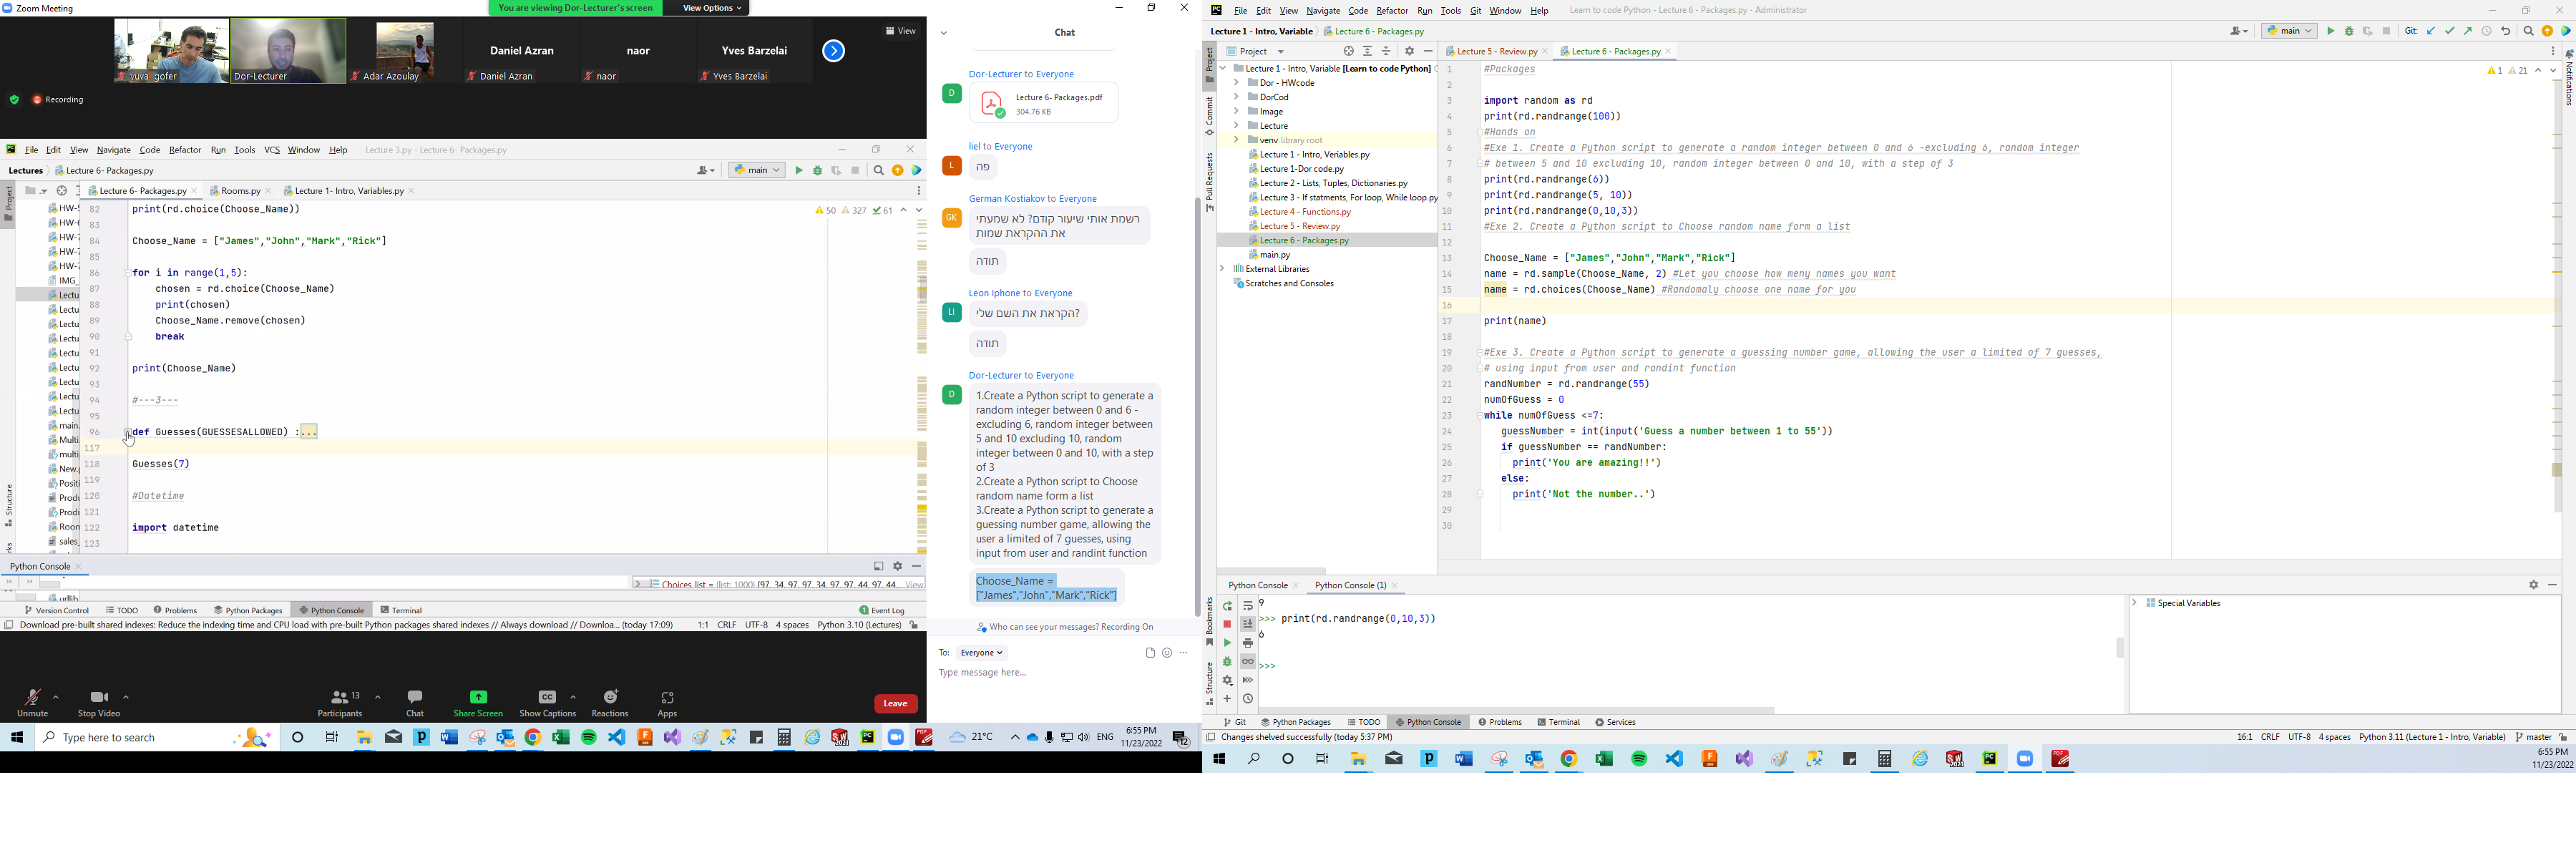 Zoom Meeting
You are viewing Dor-Lecturer's screen
View Options
yuval gofer
Dor-Lecturer
Adar Azoulay
Daniel Azran
Daniel Azran
naor
naor
Yves Barzelai
Yves Barzelai
View
Recording
File Edit View Navigate Code Refactor Run Tools VCS Window Help
Lecture 3.py - Lecture 6- Packages.py
Lectures
Lecture 6- Packages.py
main
Project
Lecture 6- Packages.py
Rooms.py
Lecture 1- Intro, Variables.py
50 327 61
82 print(rd.choice(Choose_Name))
83
84 Choose_Name = ["James","John","Mark","Rick"]
85
86 for i in range(1,5):
87 chosen = rd.choice(Choose_Name)
88 print(chosen)
89 Choose_Name.remove(chosen)
90 break
91
92 print(Choose_Name)
93
94 #---3---
95
96 def Guesses(GUESSESALLOWED) :...
117
118 Guesses(7)
119
120 #Datetime
121
122 import datetime
123
Structure
Python Console
Choices list = {list: 1000} [97, 34, 97, 97, 34, 97, 97, 44, 97, 44... View
Version Control TODO Problems Python Packages Python Console Terminal
Event Log
Download pre-built shared indexes: Reduce the indexing time and CPU load with pre-built Python packages shared indexes // Always download // Downloa... (today 17:09)
1:1 CRLF UTF-8 4 spaces Python 3.10 (Lectures)
Unmute
Stop Video
13
Participants
Chat
Share Screen
Show Captions
Reactions
Apps
Leave
Type here to search
21°C
ENG
6:55 PM
11/23/2022
12
Chat
Dor-Lecturer to Everyone
D
Lecture 6- Packages.pdf
304.76 KB
liel to Everyone
L
פה
German Kostiakov to Everyone
GK
רשמת אותי שיעור קודם? לא שמעתי
את ההקראת שמות
תודה
Leon Iphone to Everyone
LI
הקראת את השם שלי?
תודה
Dor-Lecturer to Everyone
D
1.Create a Python script to generate a
random integer between 0 and 6 -
excluding 6, random integer between
5 and 10 excluding 10, random
integer between 0 and 10, with a step
of 3
2.Create a Python script to Choose
random name form a list
3.Create a Python script to generate a
guessing number game, allowing the
user a limited of 7 guesses, using
input from user and randint function
Choose_Name =
["James","John","Mark","Rick"]
Who can see your messages? Recording On
To: Everyone
Type message here...
File Edit View Navigate Code Refactor Run Tools Git Window Help
Learn to code Python - Lecture 6 - Packages.py - Administrator
Lecture 1 - Intro, Variable
Lecture 6 - Packages.py
main
Git:
Project
Commit
Pull Requests
Bookmarks
Structure
Notifications
Project
Lecture 1 - Intro, Variable [Learn to code Python]
Dor - HWcode
DorCod
Image
Lecture
venv library root
Lecture 1 - Intro, Veriables.py
Lecture 1-Dor code.py
Lecture 2 - Lists, Tuples, Dictionaries.py
Lecture 3 - If statments, For loop, While loop.py
Lecture 4 - Functions.py
Lecture 5 - Review.py
Lecture 6 - Packages.py
main.py
External Libraries
Scratches and Consoles
Lecture 5 - Review.py
Lecture 6 - Packages.py
1 21
1 #Packages
2
3 import random as rd
4 print(rd.randrange(100))
5 #Hands on
6 #Exe 1. Create a Python script to generate a random integer between 0 and 6 -excluding 6, random integer
7 # between 5 and 10 excluding 10, random integer between 0 and 10, with a step of 3
8 print(rd.randrange(6))
9 print(rd.randrange(5, 10))
10 print(rd.randrange(0,10,3))
11 #Exe 2. Create a Python script to Choose random name form a list
12
13 Choose_Name = ["James","John","Mark","Rick"]
14 name = rd.sample(Choose_Name, 2) #Let you choose how meny names you want
15 name = rd.choices(Choose_Name) #Randomaly choose one name for you
16
17 print(name)
18
19 #Exe 3. Create a Python script to generate a guessing number game, allowing the user a limited of 7 guesses,
20 # using input from user and randint function
21 randNumber = rd.randrange(55)
22 numOfGuess = 0
23 while numOfGuess <=7:
24 guessNumber = int(input('Guess a number between 1 to 55'))
25 if guessNumber == randNumber:
26 print('You are amazing!!')
27 else:
28 print('Not the number..')
29
30
Python Console
Python Console (1)
9
>>> print(rd.randrange(0,10,3))
6
>>>
Special Variables
Git Python Packages TODO Python Console Problems Terminal Services
Changes shelved successfully (today 5:37 PM)
16:1 CRLF UTF-8 4 spaces Python 3.11 (Lecture 1 - Intro, Variable) master
6:55 PM
11/23/2022